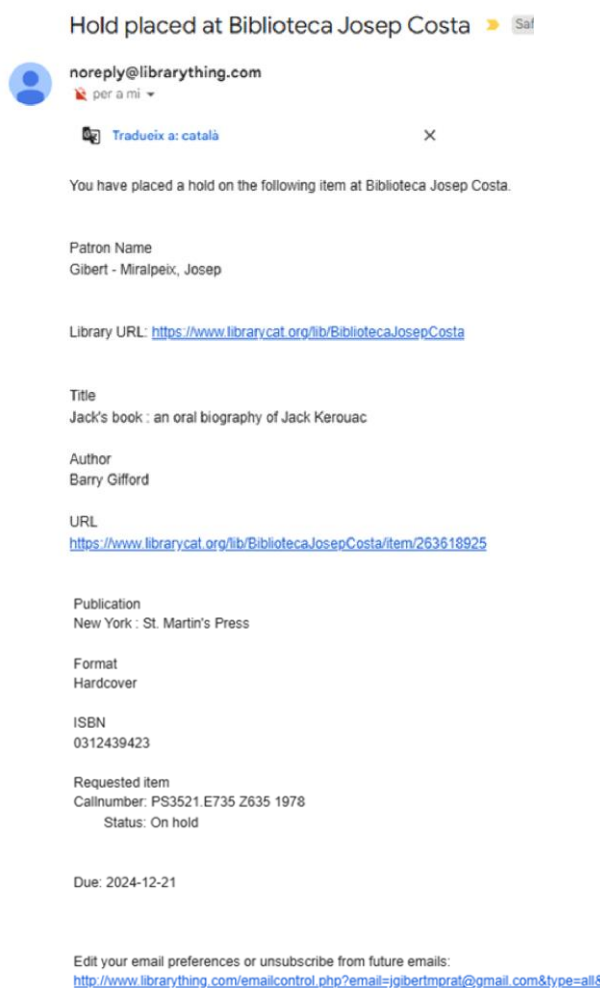 Hold placed at Biblioteca Josep Costa
noreply@librarything.com
per a mi
Tradueix a: català
You have placed a hold on the following item at Biblioteca Josep Costa.
Patron Name
Gibert - Miralpeix, Josep
Library URL: https://www.librarycat.org/lib/BibliotecaJosepCosta
Title
Jack's book : an oral biography of Jack Kerouac
Author
Barry Gifford
URL
https://www.librarycat.org/lib/BibliotecaJosepCosta/item/263618925
Publication
New York : St. Martin's Press
Format
Hardcover
ISBN
0312439423
Requested item
Callnumber: PS3521.E735 Z635 1978
Status: On hold
Due: 2024-12-21
Edit your email preferences or unsubscribe from future emails:
http://www.librarything.com/emailcontrol.php?email=jgibertmprat@gmail.com&type=all&